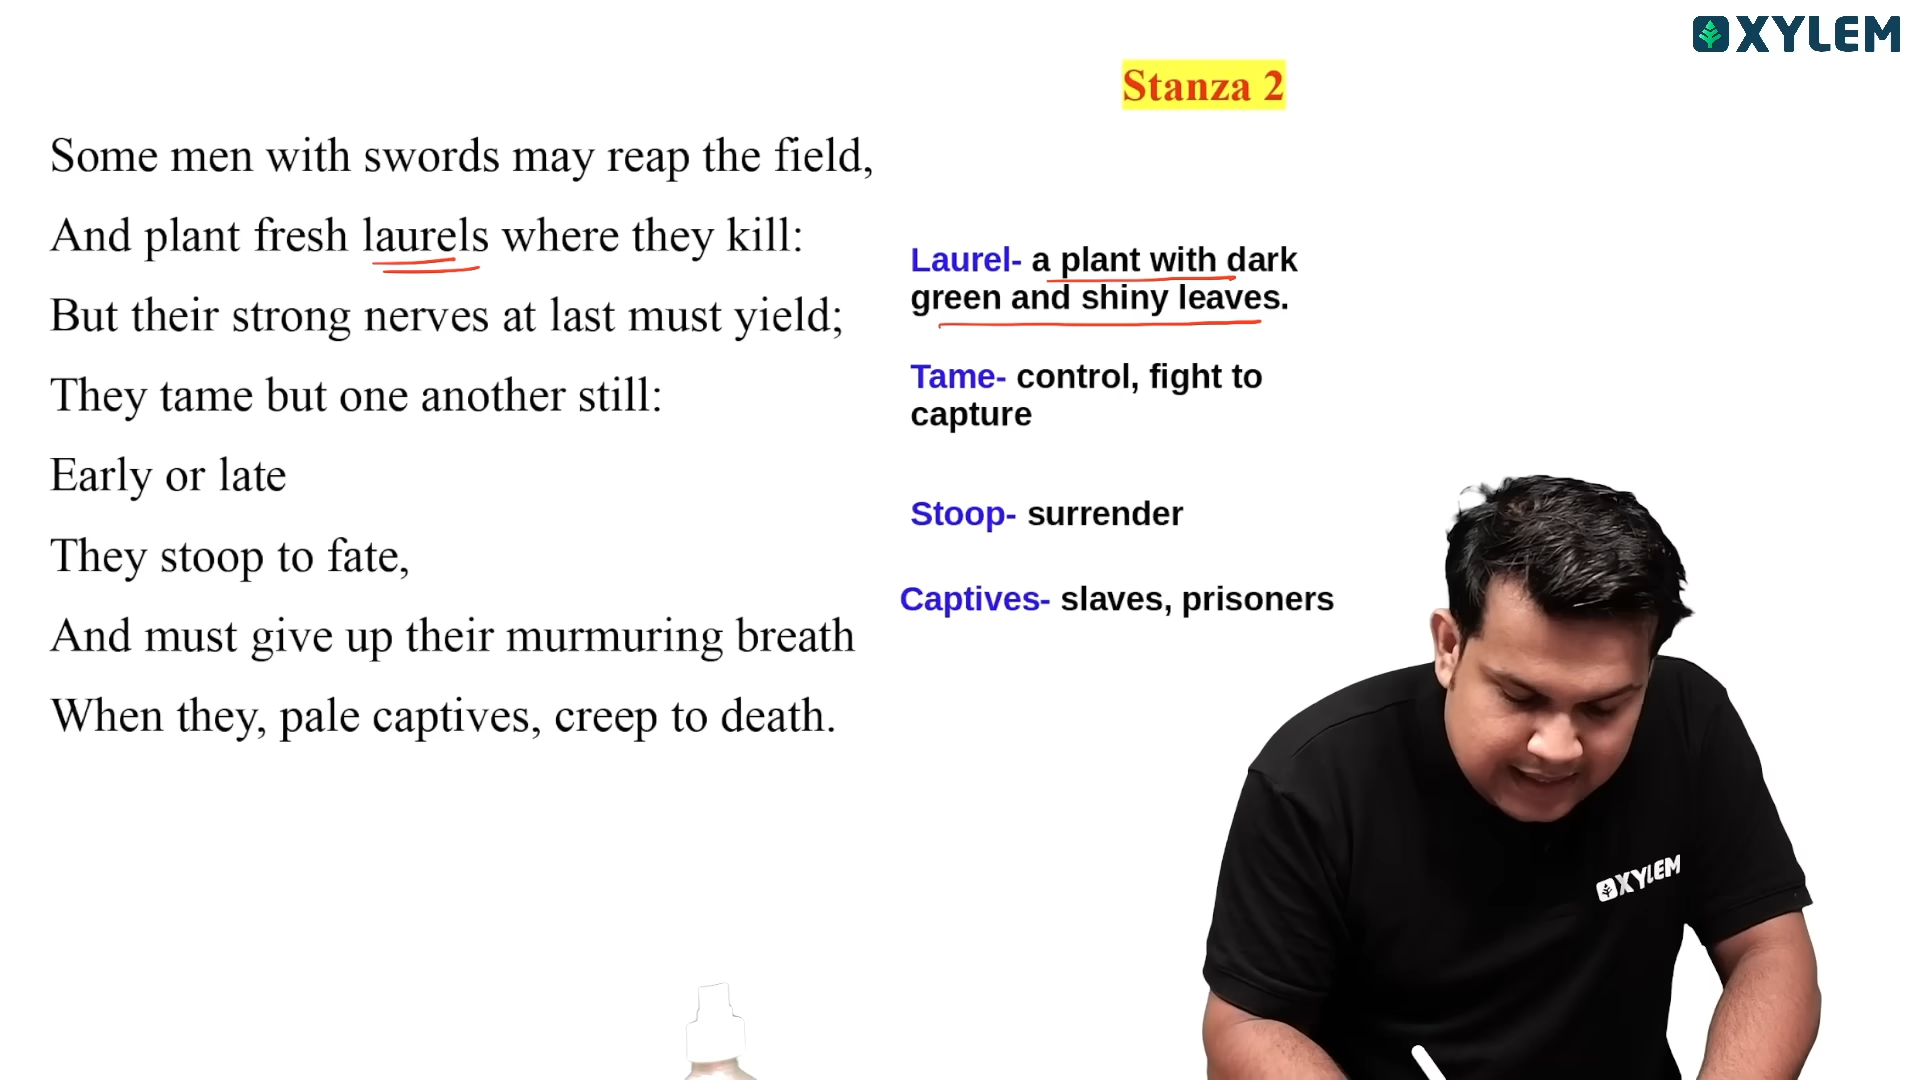 XYLEM
Stanza 2
Some men with swords may reap the field,
And plant fresh laurels where they kill:
But their strong nerves at last must yield;
They tame but one another still:
Early or late
They stoop to fate,
And must give up their murmuring breath
When they, pale captives, creep to death.
Laurel- a plant with dark
green and shiny leaves.
Tame- control, fight to
capture
Stoop- surrender
Captives- slaves, prisoners
XYLEM